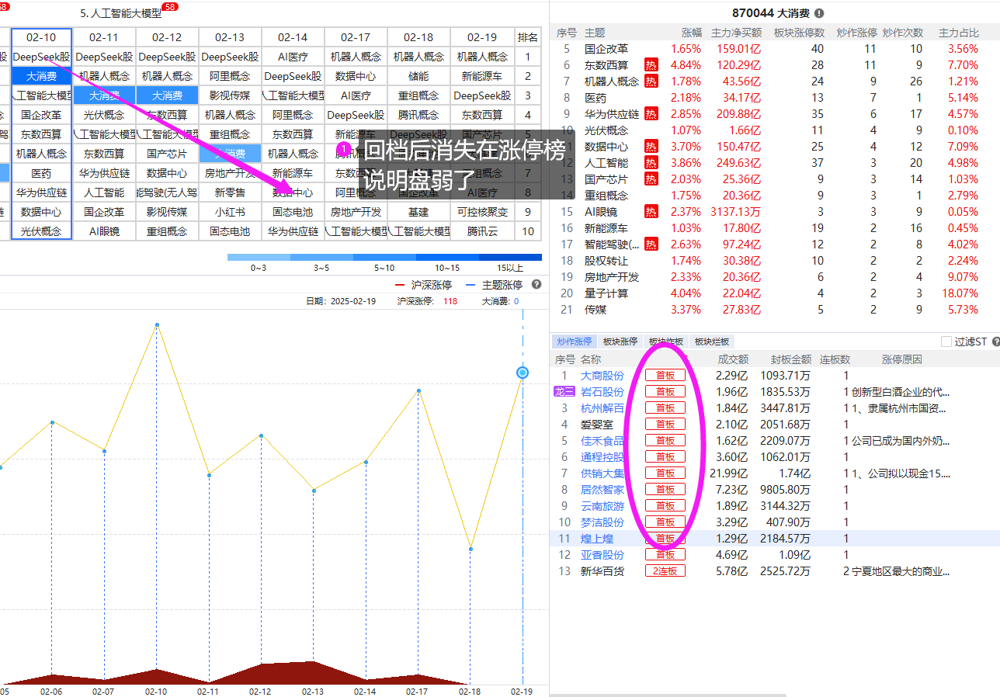 58
5. 人工智能大模型
58
02-10 02-11 02-12 02-13 02-14 02-17 02-18 02-19 排名
DeepSeek股 DeepSeek股 DeepSeek股 DeepSeek股 AI医疗 机器人概念 机器人概念 机器人概念 1
大消费 机器人概念 机器人概念 阿里概念 DeepSeek股 数据中心 储能 新能源车 2
人工智能大模型 大消费 大消费 影视传媒 人工智能大模型 AI医疗 重组概念 DeepSeek股 3
国企改革 光伏概念 东数西算 机器人概念 阿里概念 DeepSeek股 腾讯概念 东数西算 4
东数西算 人工智能大模型 人工智能大模型 重组概念 东数西算 新能源车 DeepSeek股 国产芯片 5
机器人概念 东数西算 国产芯片 大消费 机器人概念 腾讯概念
医药 华为供应链 数据中心 房地产开发 新能源车 东数西算 重组概念 7
华为供应链 人工智能 能驾驶(无人驾 新零售 数据中心 阿里概念 国企改革 AI医疗 8
数据中心 国企改革 影视传媒 小红书 固态电池 房地产开发 基建 可控核聚变 9
光伏概念 AI眼镜 重组概念 固态电池 华为供应链 人工智能大模型 人工智能大模型 腾讯云 10
1
回档后消失在涨停榜
说明盘弱了
0~3 3~5 5~10 10~15 15以上
沪深涨停 主题涨停
日期: 2025-02-19 沪深涨停: 118 大消费: 0
05 02-06 02-07 02-10 02-11 02-12 02-13 02-14 02-17 02-18 02-19
870044 大消费
序号 主题 涨幅 主力净买额 板块涨停数 炒作涨停 炒作次数 主力占比
5 国企改革 1.65% 159.01亿 40 11 10 3.56%
6 东数西算 热 4.84% 120.29亿 28 11 9 7.70%
7 机器人概念 热 1.78% 43.56亿 24 9 26 1.21%
8 医药 2.18% 34.17亿 13 7 1 5.14%
9 华为供应链 热 2.85% 209.88亿 35 6 17 4.57%
10 光伏概念 1.07% 1.66亿 11 4 9 0.10%
11 数据中心 热 3.70% 150.47亿 25 4 12 7.09%
12 人工智能 热 3.86% 249.63亿 37 3 20 4.98%
13 国产芯片 热 2.03% 25.36亿 9 3 14 1.03%
14 重组概念 1.75% 20.36亿 9 3 1 2.79%
15 AI眼镜 热 2.37% 3137.13万 3 3 9 0.05%
16 新能源车 1.03% 17.80亿 19 2 16 0.45%
17 智能驾驶(... 热 2.63% 97.24亿 12 2 8 4.02%
18 股权转让 1.74% 30.38亿 10 2 2 2.24%
19 房地产开发 2.33% 20.36亿 6 2 4 9.07%
20 量子计算 4.04% 22.04亿 4 2 3 18.07%
21 传媒 3.37% 27.83亿 5 2 9 5.73%
炒作涨停 板块涨停 板块炸板 板块烂板 过滤ST
序号 名称 成交额 封板金额 连板数 涨停原因
1 大商股份 首板 2.29亿 1093.71万 1
龙三 岩石股份 首板 1.96亿 1835.53万 1 创新型白酒企业的代...
3 杭州解百 首板 1.84亿 3447.81万 1 1、隶属杭州市国资...
4 爱婴室 首板 2.10亿 2051.68万 1
5 佳禾食品 首板 1.62亿 2209.07万 1 公司已成为国内外奶...
6 通程控股 首板 3.60亿 1062.01万 1
7 供销大集 首板 21.99亿 1.74亿 1 1、公司拟以现金15....
8 居然智家 首板 7.23亿 9805.80万 1
9 云南旅游 首板 1.89亿 3144.32万 1
10 梦洁股份 首板 3.29亿 407.90万 1
11 煌上煌 首板 1.29亿 2184.57万 1
12 亚香股份 首板 4.69亿 1.09亿 1
13 新华百货 2连板 5.78亿 2525.72万 2 宁夏地区最大的商业...